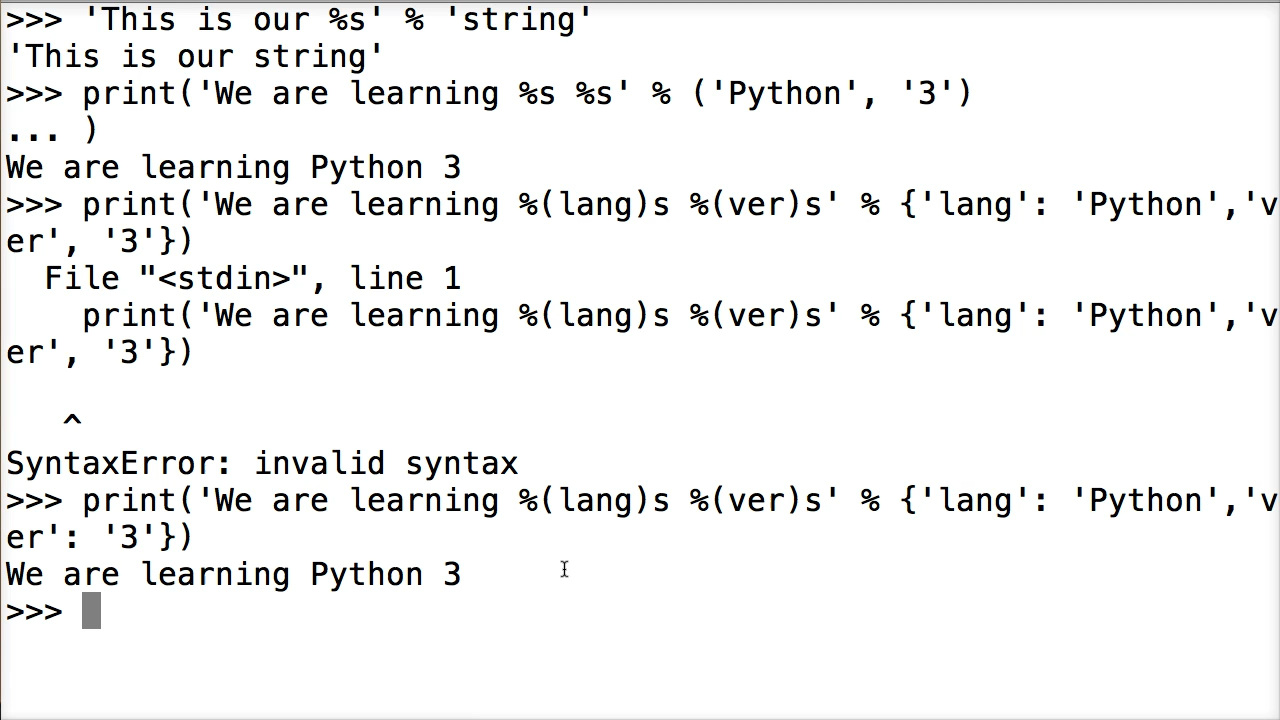 >>> 'This is our %s' % 'string'
'This is our string'
>>> print('We are learning %s %s' % ('Python', '3')
... )
We are learning Python 3
>>> print('We are learning %(lang)s %(ver)s' % {'lang': 'Python','v
er', '3'})
  File "<stdin>", line 1
    print('We are learning %(lang)s %(ver)s' % {'lang': 'Python','v
er', '3'})
   ^
SyntaxError: invalid syntax
>>> print('We are learning %(lang)s %(ver)s' % {'lang': 'Python','v
er': '3'})
We are learning Python 3
>>>